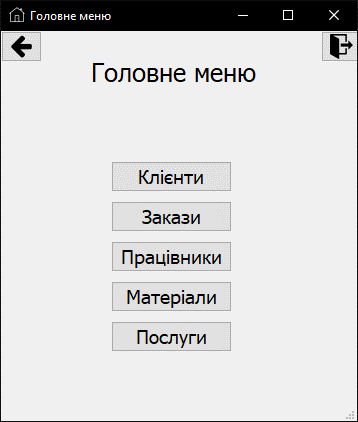 Головне меню
Головне меню
Клієнти
Закази
Працівники
Матеріали
Послуги